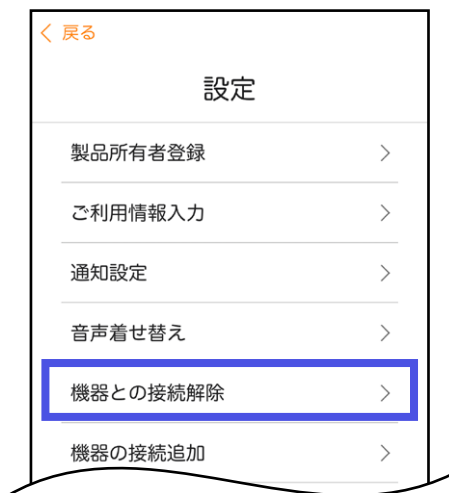 戻る
設定
製品所有者登録
ご利用情報入力
通知設定
音声着せ替え
機器との接続解除
機器の接続追加